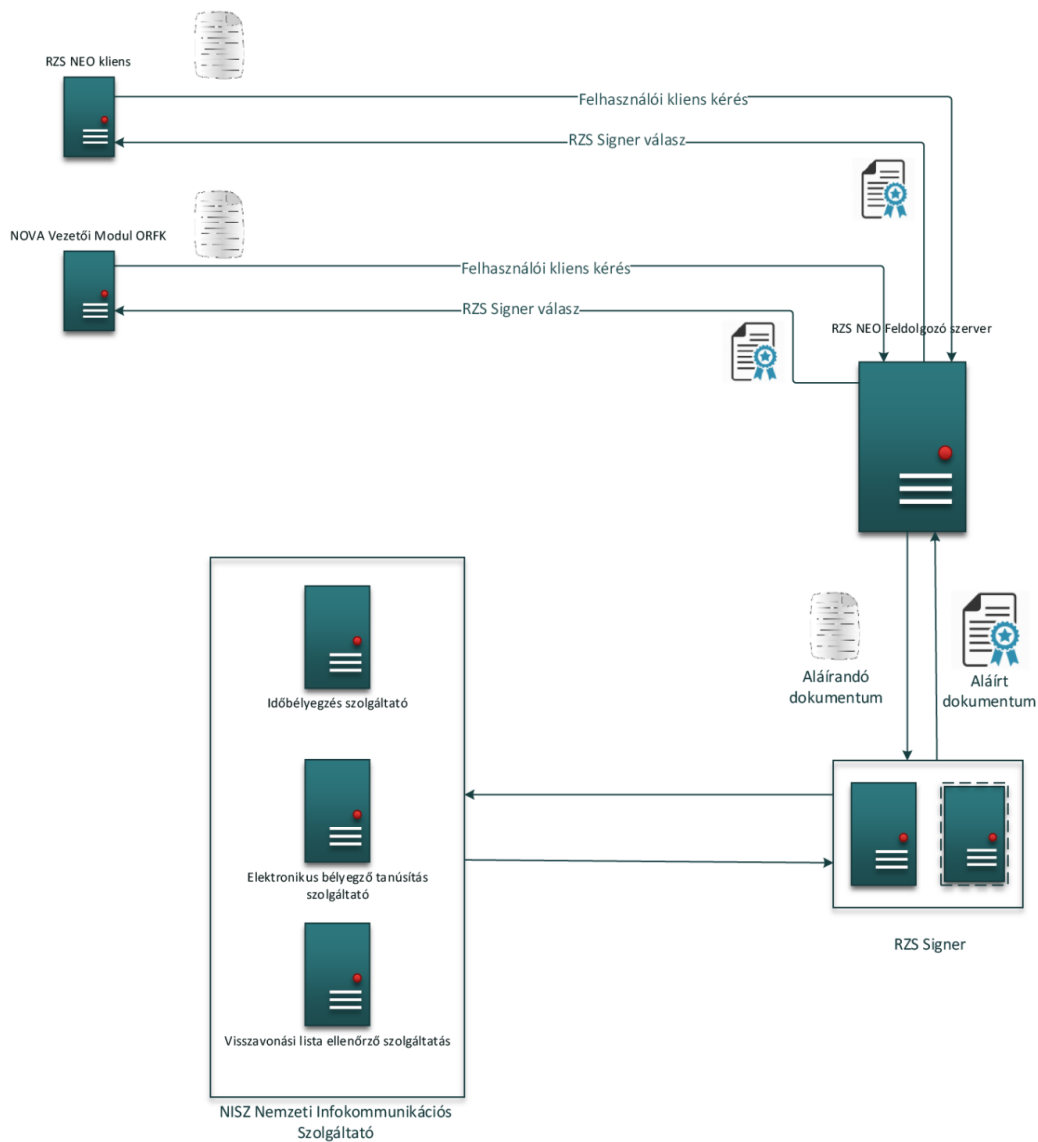 RZS NEO kliens
Felhasználói kliens kérés
RZS Signer válasz
NOVA Vezetői Modul ORFK
Felhasználói kliens kérés
RZS Signer válasz
RZS NEO Feldolgozó szerver
Aláírandó
dokumentum
Aláírt
dokumentum
Időbélyegzés szolgáltató
Elektronikus bélyegző tanúsítás
szolgáltató
Visszavonási lista ellenőrző szolgáltatás
RZS Signer
NISZ Nemzeti Infokommunikációs
Szolgáltató